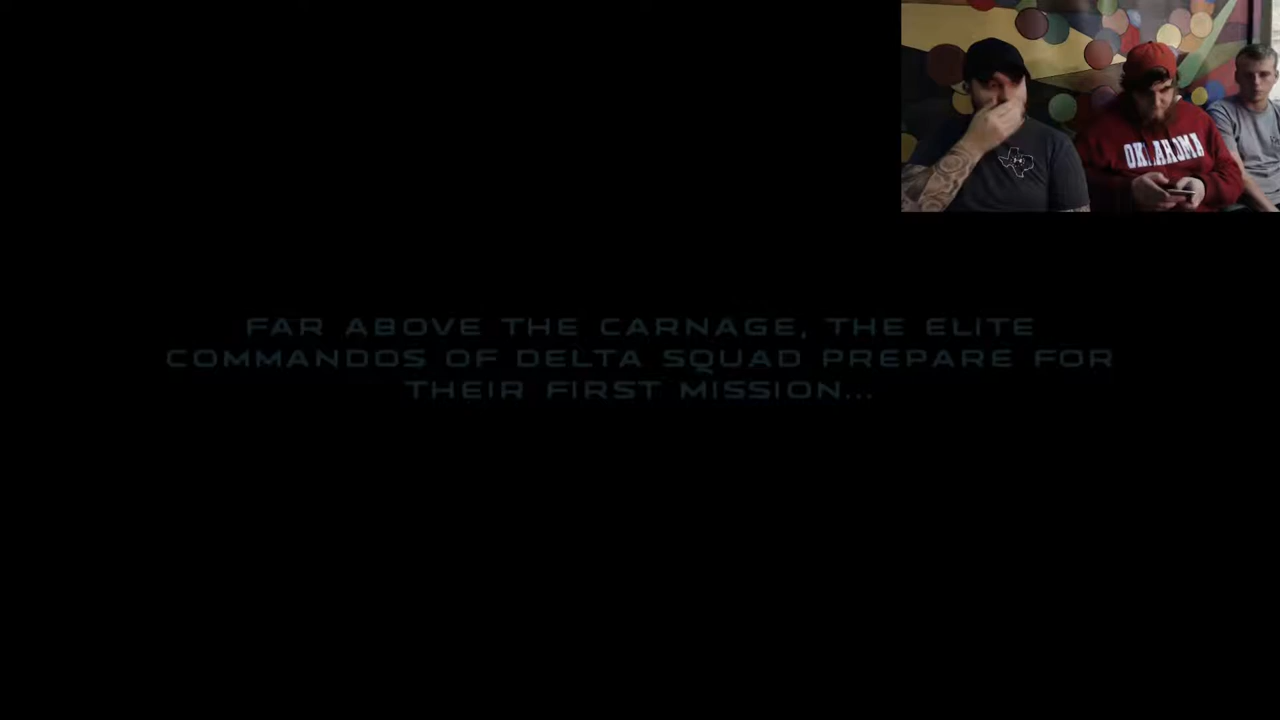 OKLAHOMA
FAR ABOVE THE CARNAGE, THE ELITE
COMMANDOS OF DELTA SQUAD PREPARE FOR
THEIR FIRST MISSION...